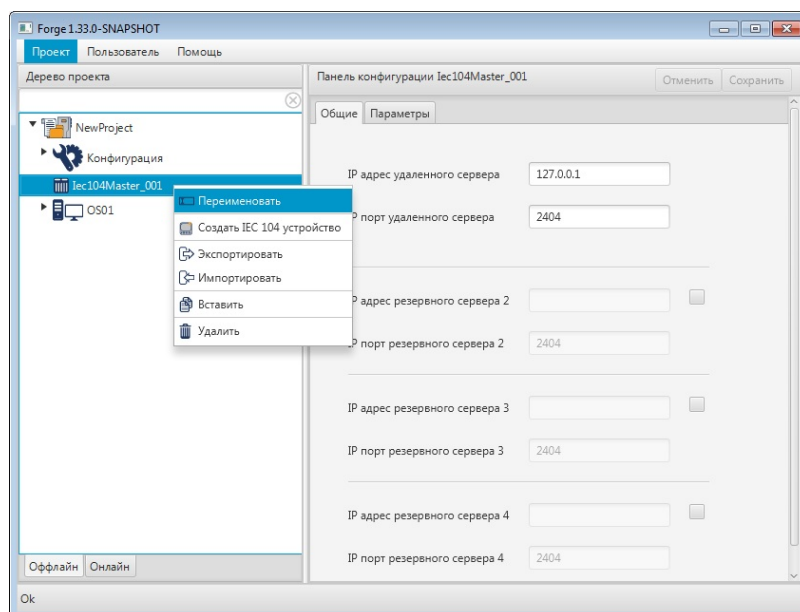 Forge 1.33.0-SNAPSHOT
Проект Пользователь Помощь
Дерево проекта
NewProject
Конфигурация
Iec104Master_001
OS01
Переименовать
Создать IEC 104 устройство
Экспортировать
Импортировать
Вставить
Удалить
Оффлайн Онлайн
Панель конфигурации Iec104Master_001
Отменить Сохранить
Общие Параметры
IP адрес удаленного сервера 127.0.0.1
P порт удаленного сервера 2404
P адрес резервного сервера 2
P порт резервного сервера 2 2404
IP адрес резервного сервера 3
IP порт резервного сервера 3 2404
IP адрес резервного сервера 4
IP порт резервного сервера 4 2404
Ok